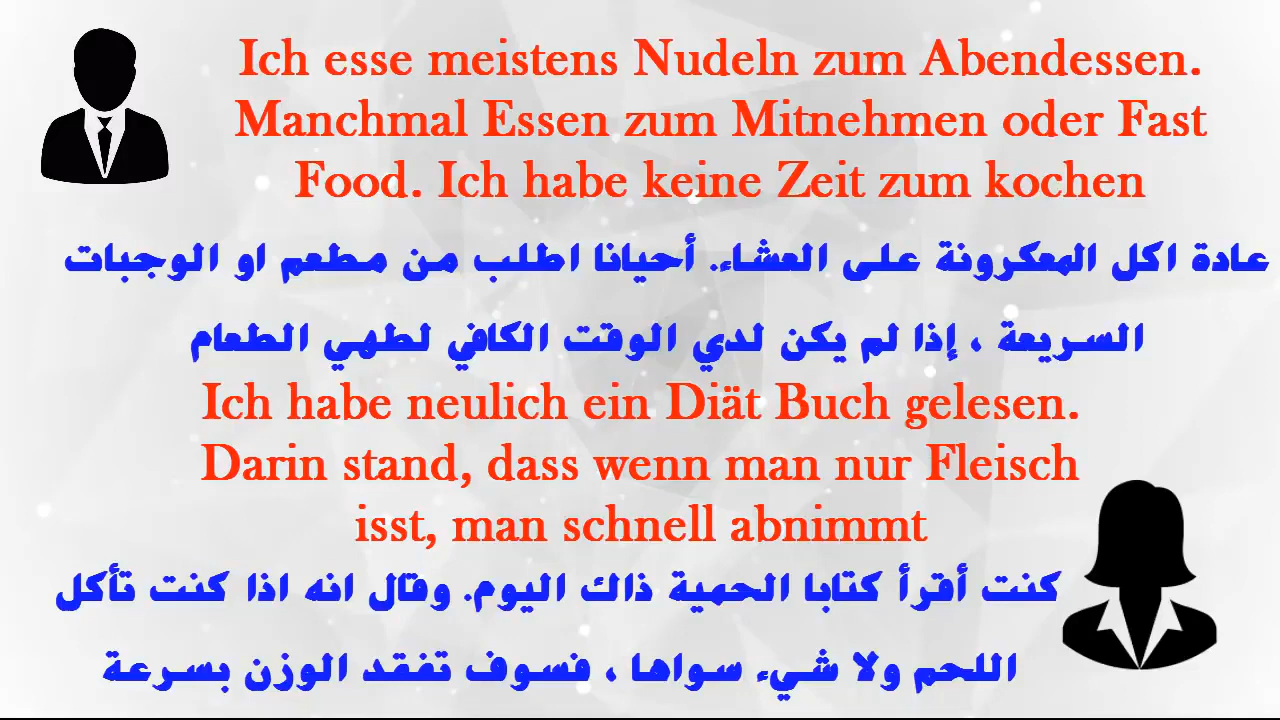 Ich esse meistens Nudeln zum Abendessen.
Manchmal Essen zum Mitnehmen oder Fast
Food. Ich habe keine Zeit zum kochen
عادة اكل المعكرونة على العشاء. أحيانا اطلب من مطعم او الوجبات
السريعة ، إذا لم يكن لدي الوقت الكافي لطهي الطعام
Ich habe neulich ein Diät Buch gelesen.
Darin stand, dass wenn man nur Fleisch
isst, man schnell abnimmt
كنت أقرأ كتابا الحمية ذاك اليوم. وقال انه اذا كنت تأكل
اللحم ولا شيء سواها ، فسوف تفقد الوزن بسرعة